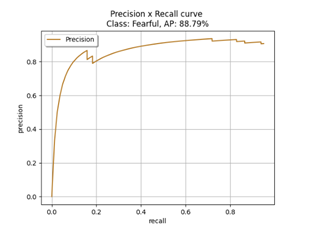 Precision x Recall curve
Class: Fearful, AP: 88.79%
Precision
precision
0.8
0.6
0.4
0.2
0.0
0.0 0.2 0.4 0.6 0.8
recall